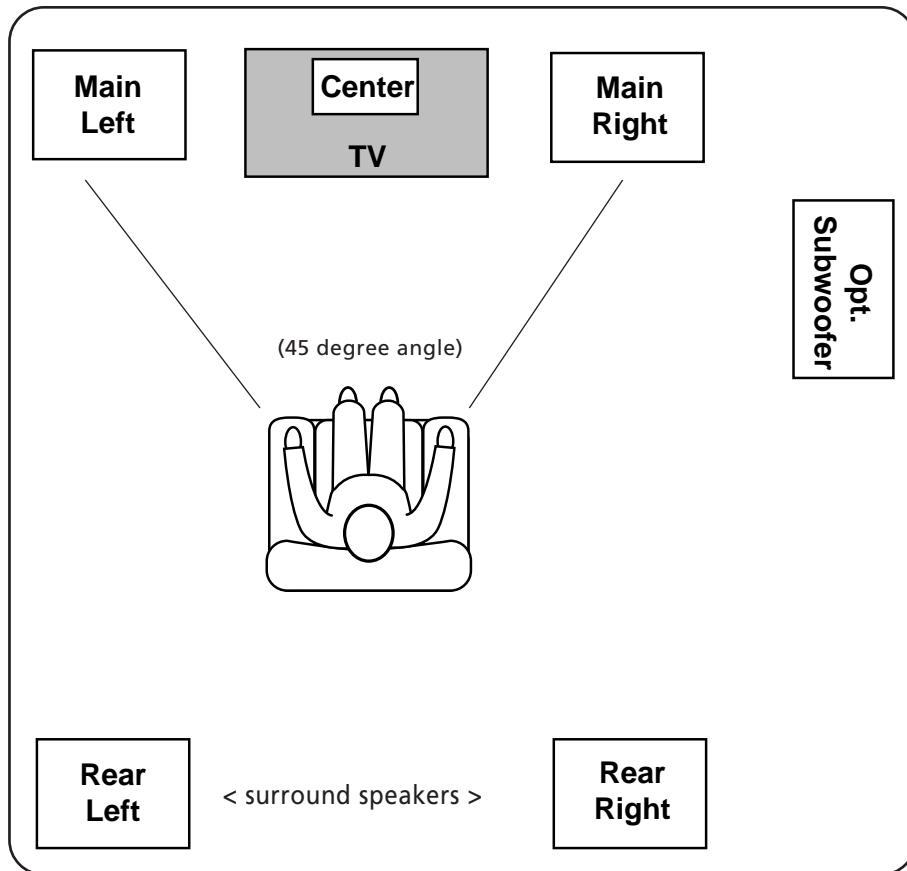 Main
Left
Center
TV
Main
Right
Opt.
Subwoofer
(45 degree angle)
Rear
Left
< surround speakers >
Rear
Right